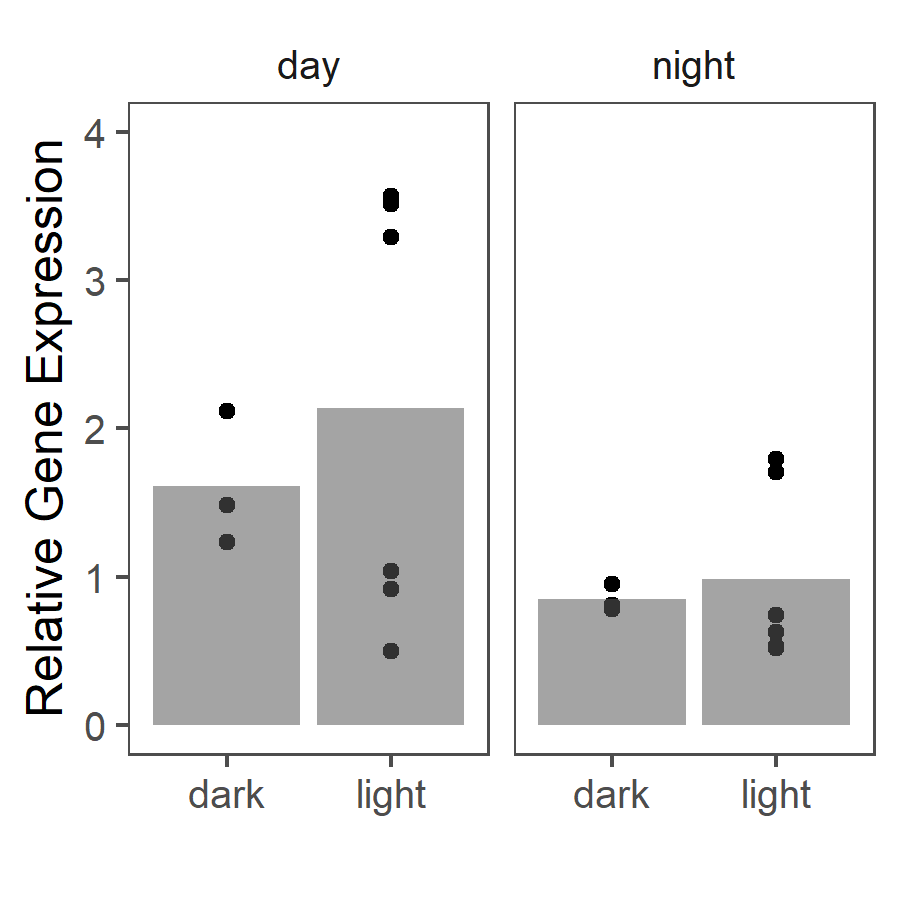 day
night
Relative Gene Expression
4
3
2
1
0
dark
light
dark
light